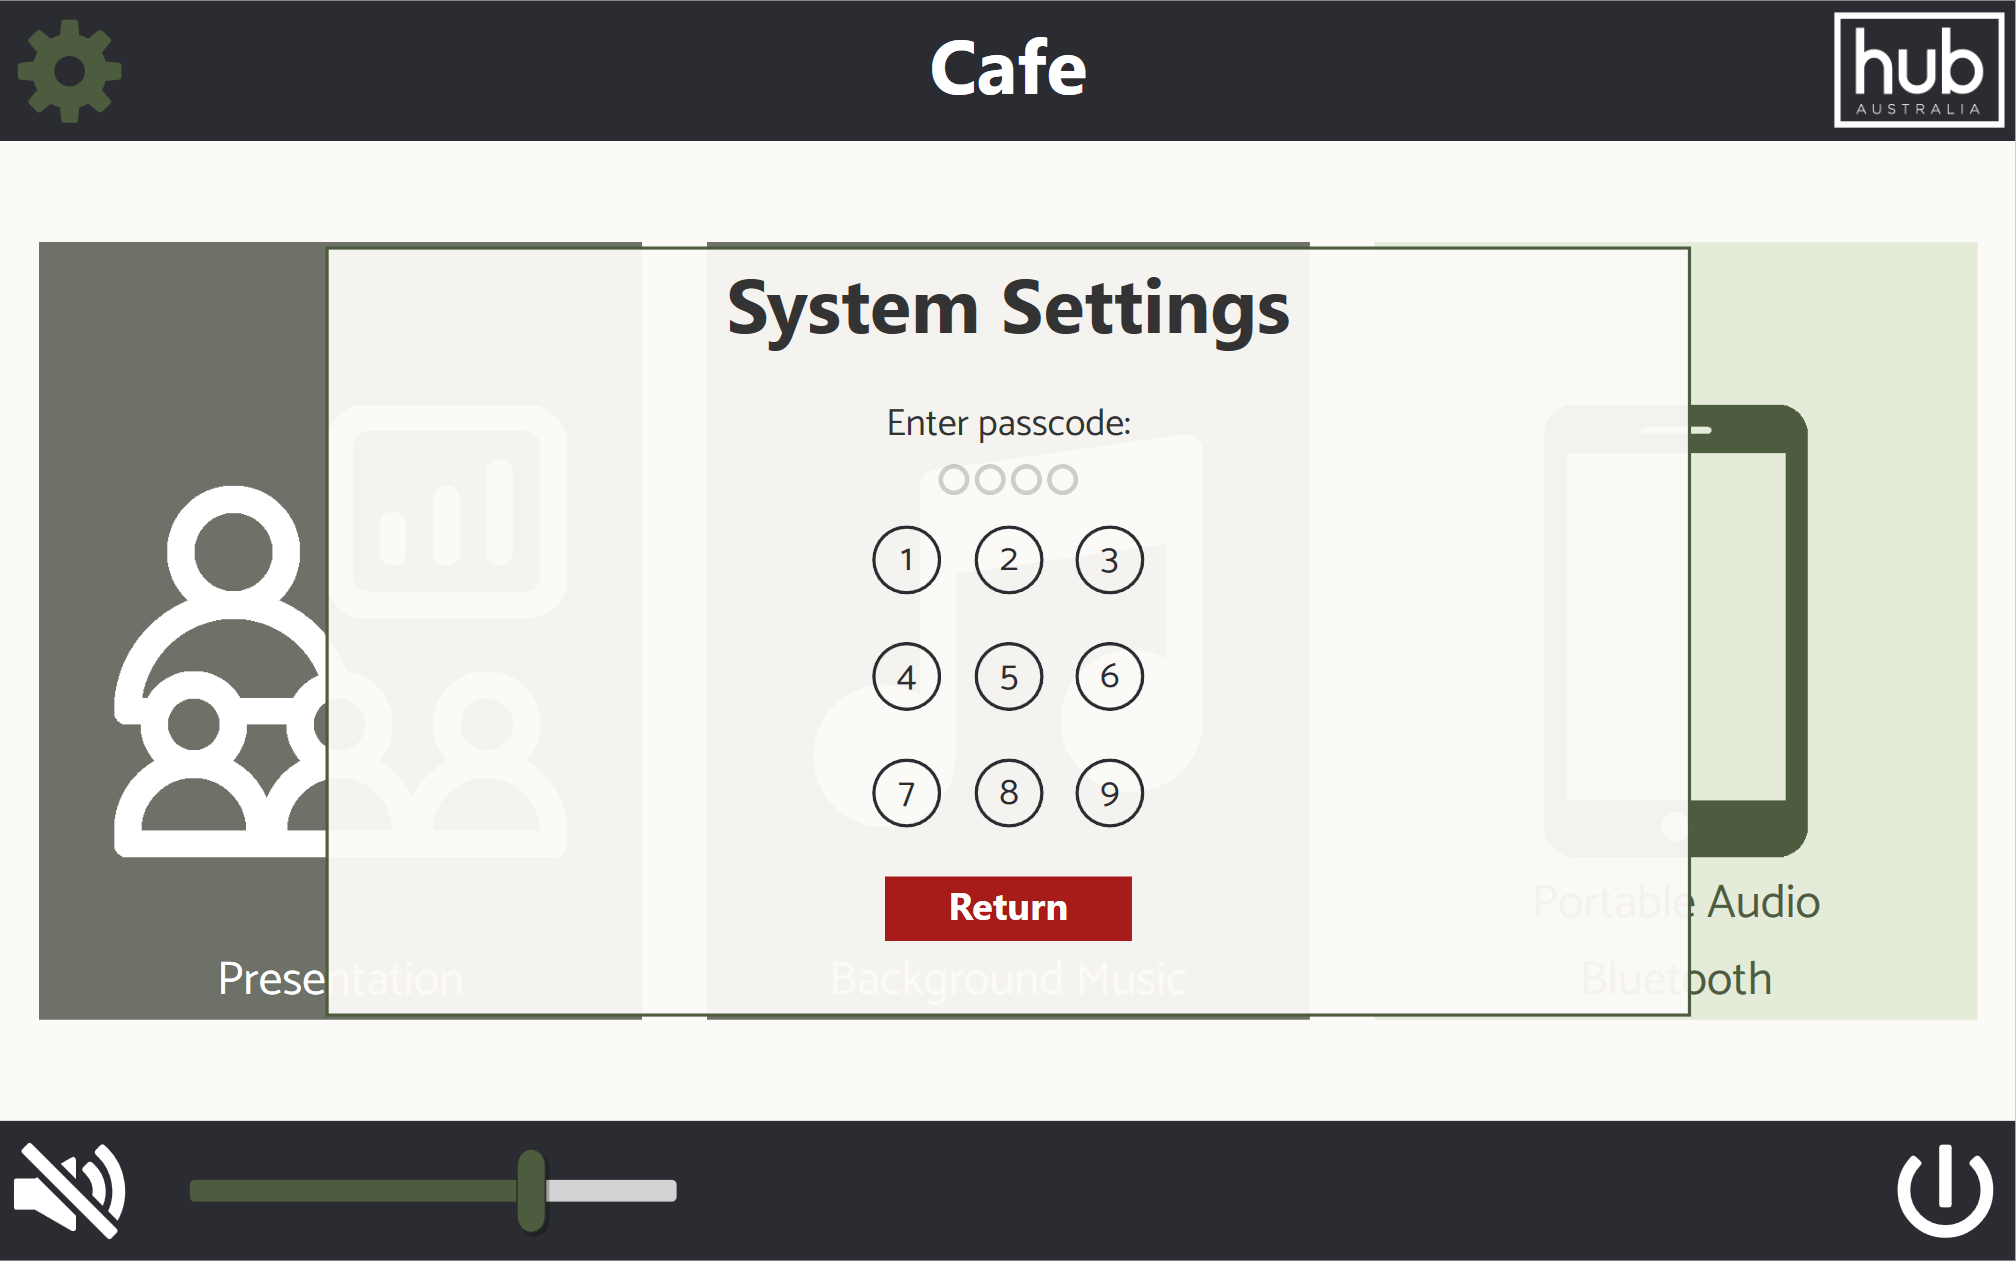 Cafe
hub
AUSTRALIA
System Settings
Enter passcode:
1 2 3
4 5 6
7 8 9
Return
Portable Audio
Presentation
Background Music
Bluetooth